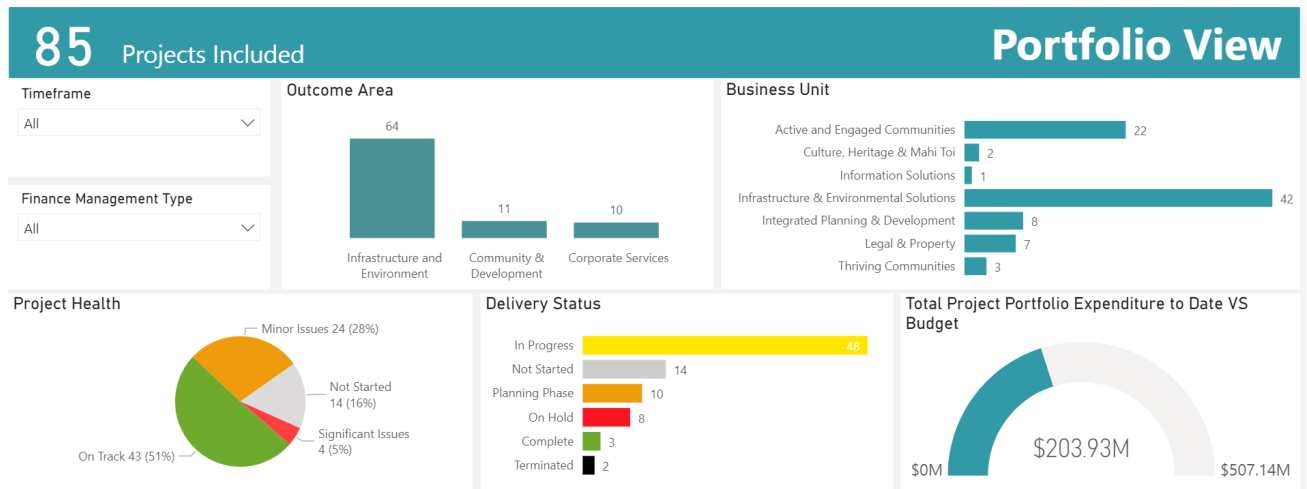 85 Projects Included
Portfolio View
Timeframe
All
Finance Management Type
All
Outcome Area
64
11
10
Infrastructure and
Environment
Community &
Development
Corporate Services
Business Unit
Active and Engaged Communities 22
Culture, Heritage & Mahi Toi 2
Information Solutions 1
Infrastructure & Environmental Solutions 42
Integrated Planning & Development 8
Legal & Property 7
Thriving Communities 3
Project Health
Minor Issues 24 (28%)
Not Started
14 (16%)
Significant Issues
4 (5%)
On Track 43 (51%)
Delivery Status
In Progress 48
Not Started 14
Planning Phase 10
On Hold 8
Complete 3
Terminated 2
Total Project Portfolio Expenditure to Date VS
Budget
$203.93M
$0M
$507.14M